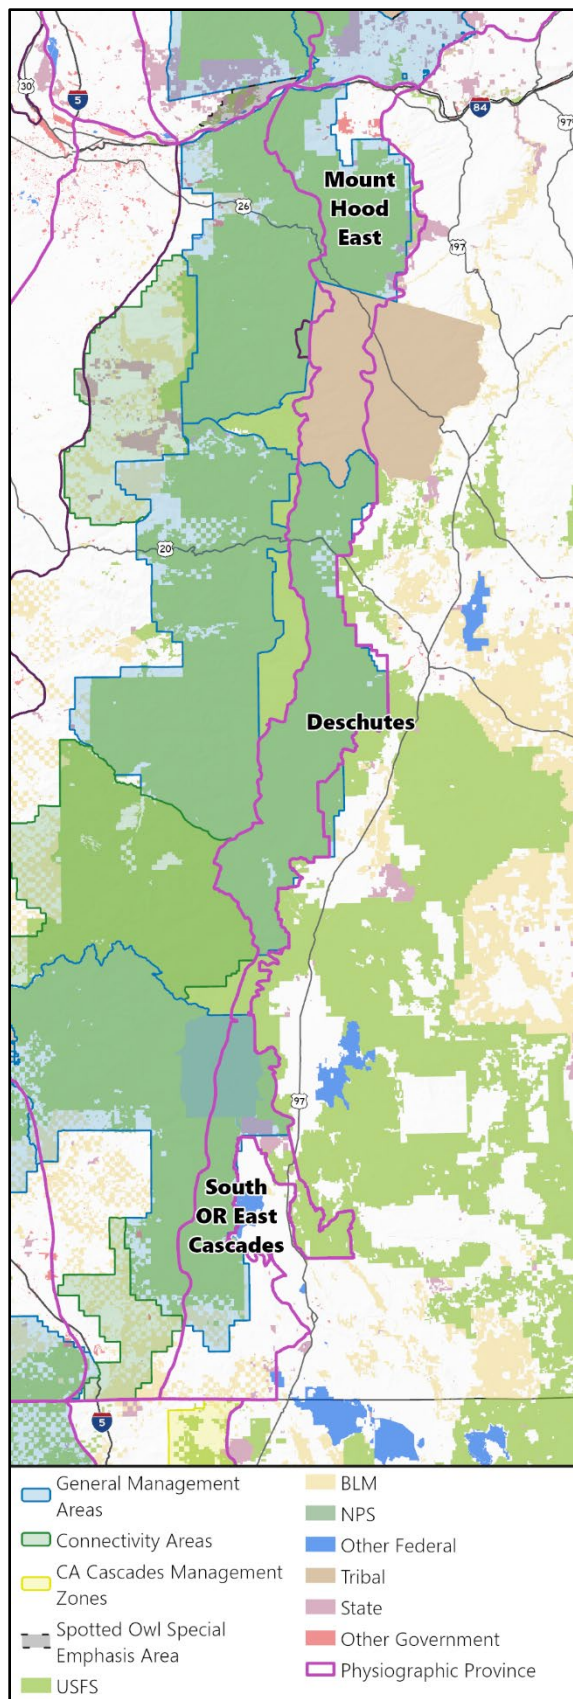 30
5
84
97
Mount
Hood
East
26
197
20
Deschutes
97
South
OR East
Cascades
5
General Management
Areas
Connectivity Areas
CA Cascades Management
Zones
Spotted Owl Special
Emphasis Area
USFS
BLM
NPS
Other Federal
Tribal
State
Other Government
Physiographic Province